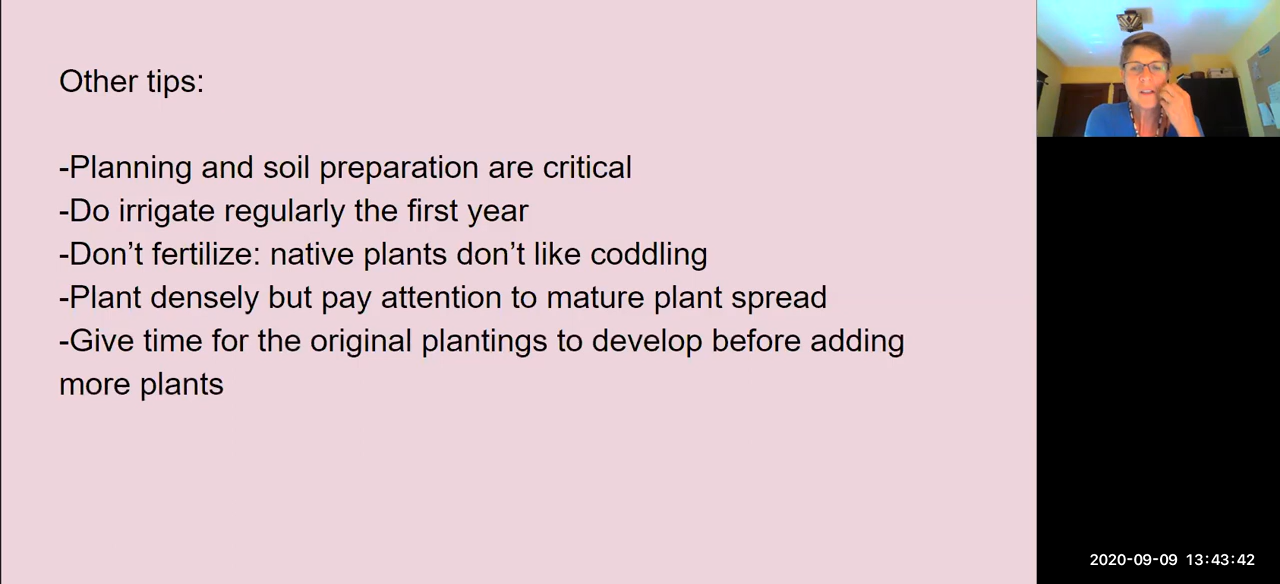 Other tips:
-Planning and soil preparation are critical
-Do irrigate regularly the first year
-Don’t fertilize: native plants don’t like coddling
-Plant densely but pay attention to mature plant spread
-Give time for the original plantings to develop before adding
more plants
2020-09-09 13:43:42